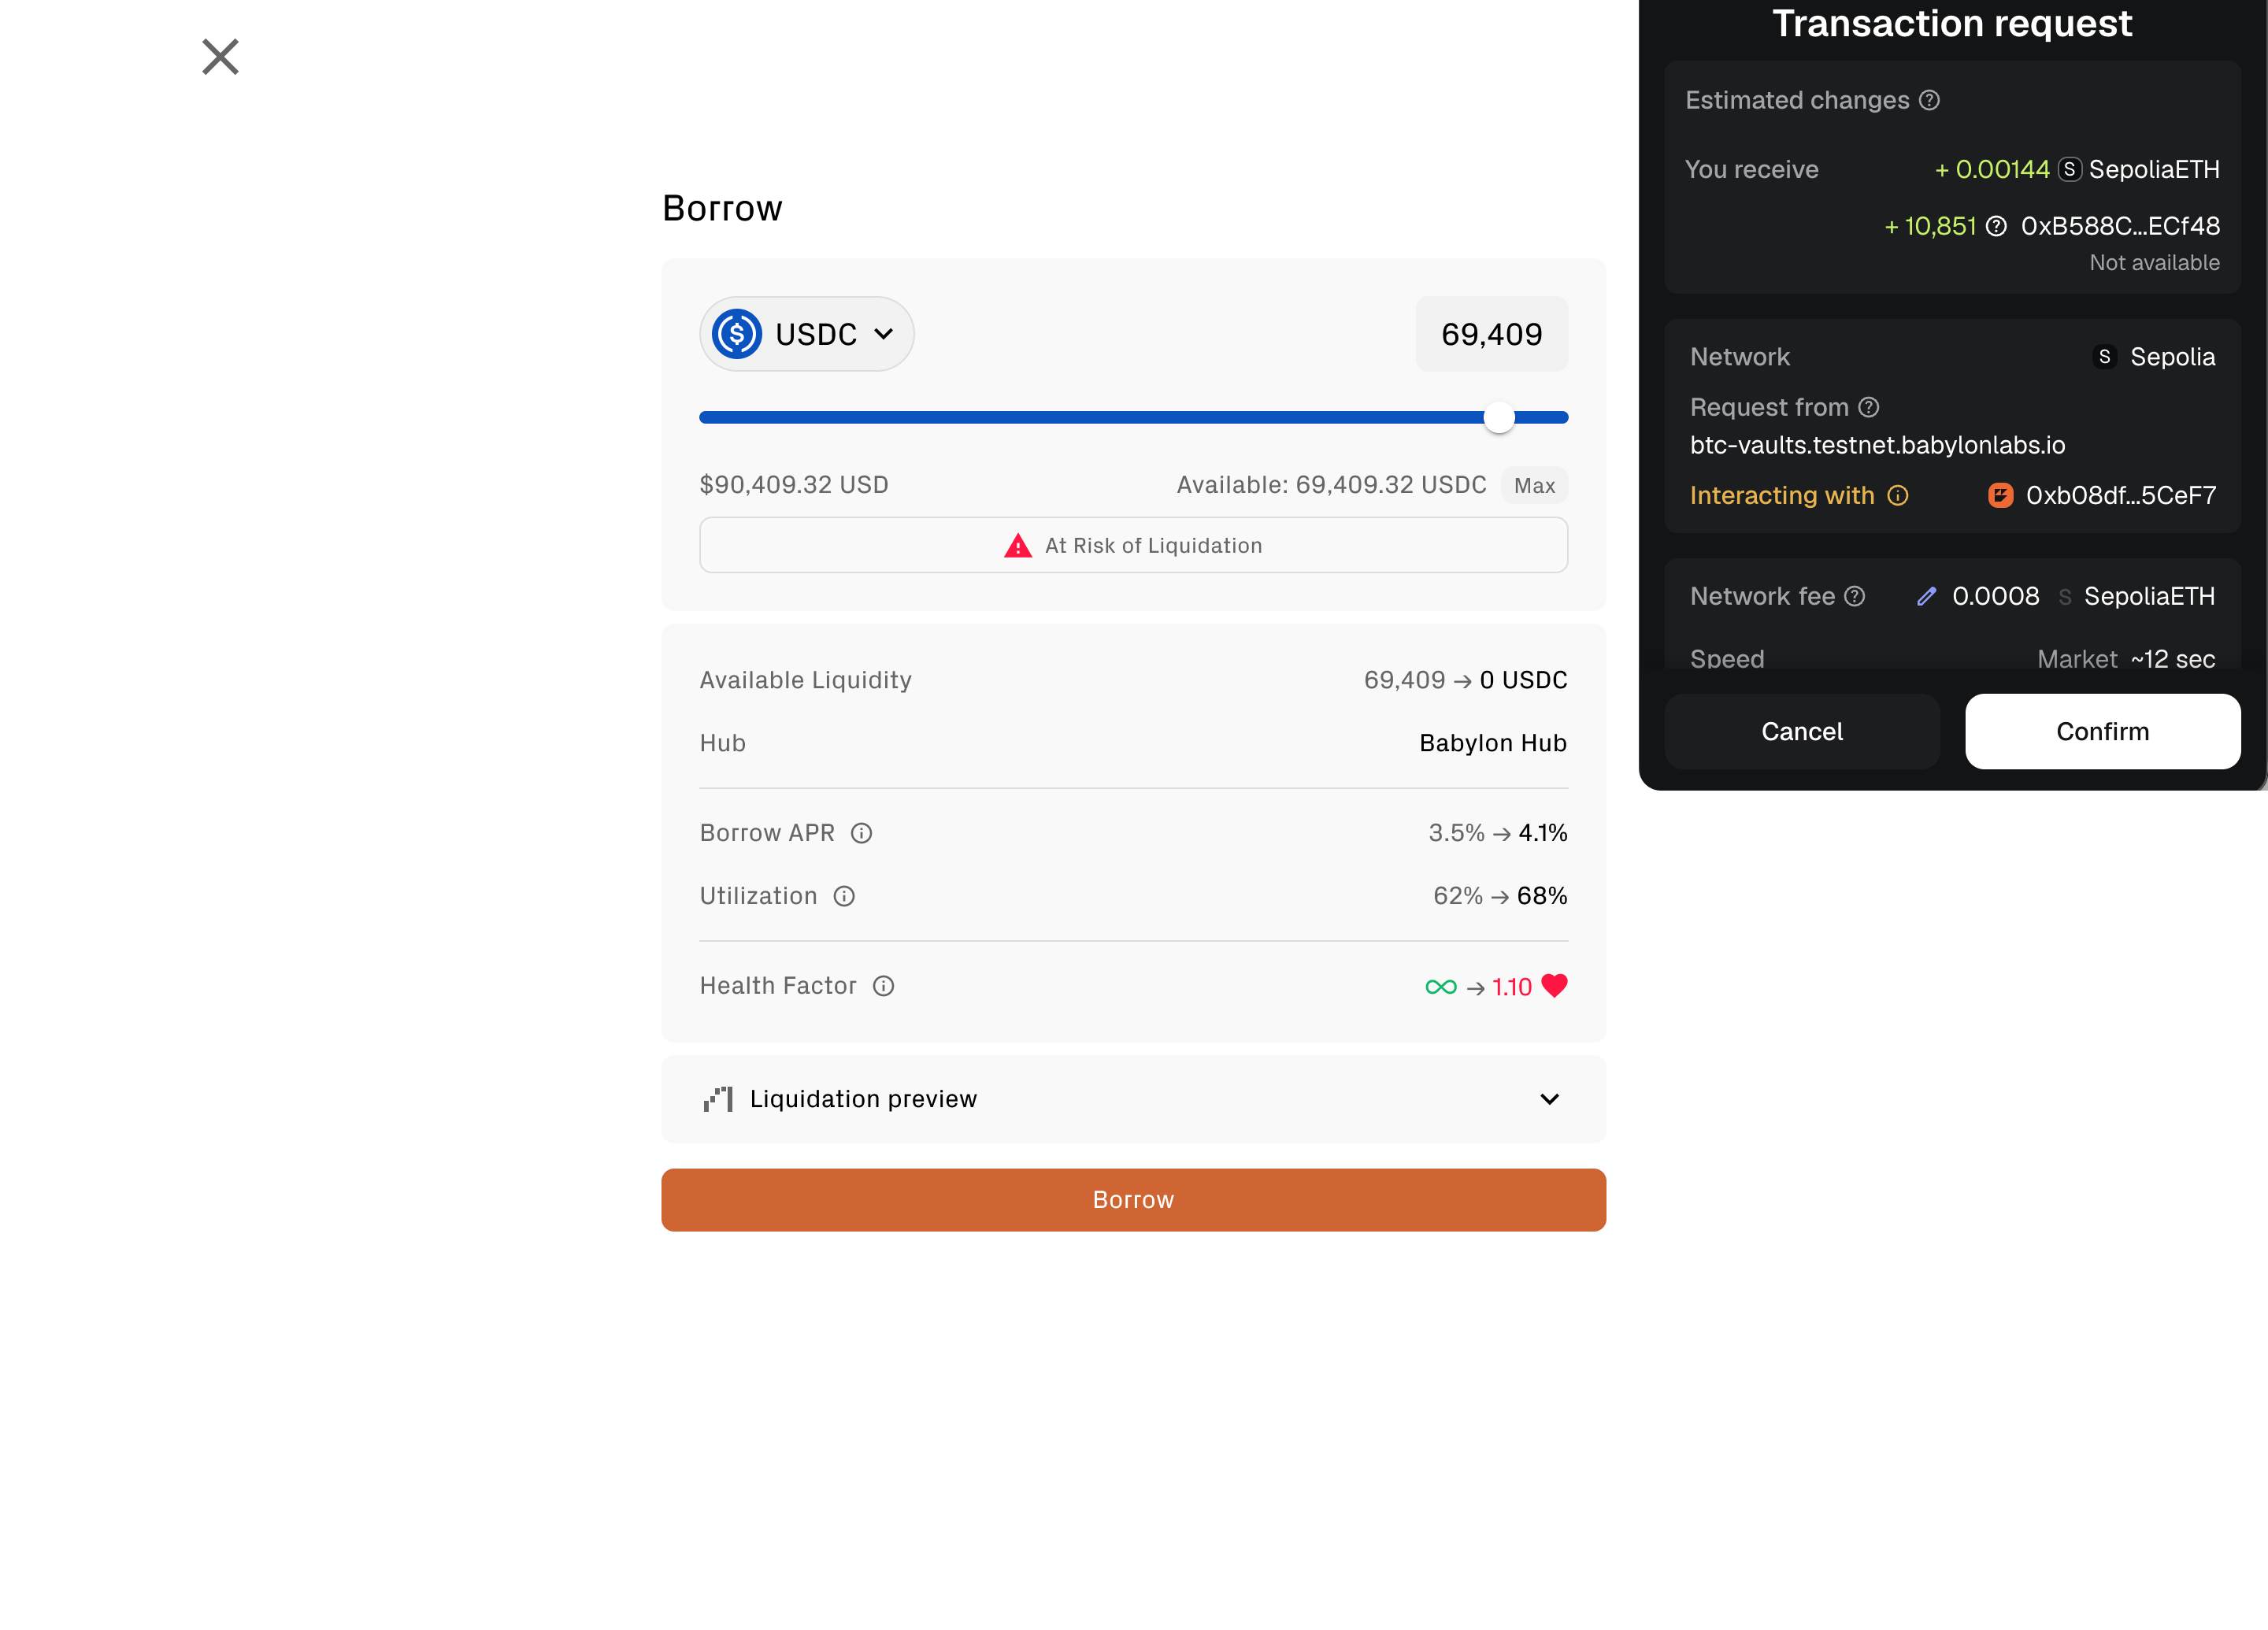 Borrow
USDC
69,409
$90,409.32 USD
Available: 69,409.32 USDC Max
At Risk of Liquidation
Available Liquidity 69,409 → 0 USDC
Hub Babylon Hub
Borrow APR 3.5% → 4.1%
Utilization 62% → 68%
Health Factor ∞ → 1.10
Liquidation preview
Borrow
Transaction request
Estimated changes
You receive + 0.00144 S SepoliaETH
+ 10,851 0xB588C...ECf48
Not available
Network S Sepolia
Request from
btc-vaults.testnet.babylonlabs.io
Interacting with 0xb08df...5CeF7
Network fee 0.0008 S SepoliaETH
Speed Market ~12 sec
Cancel Confirm